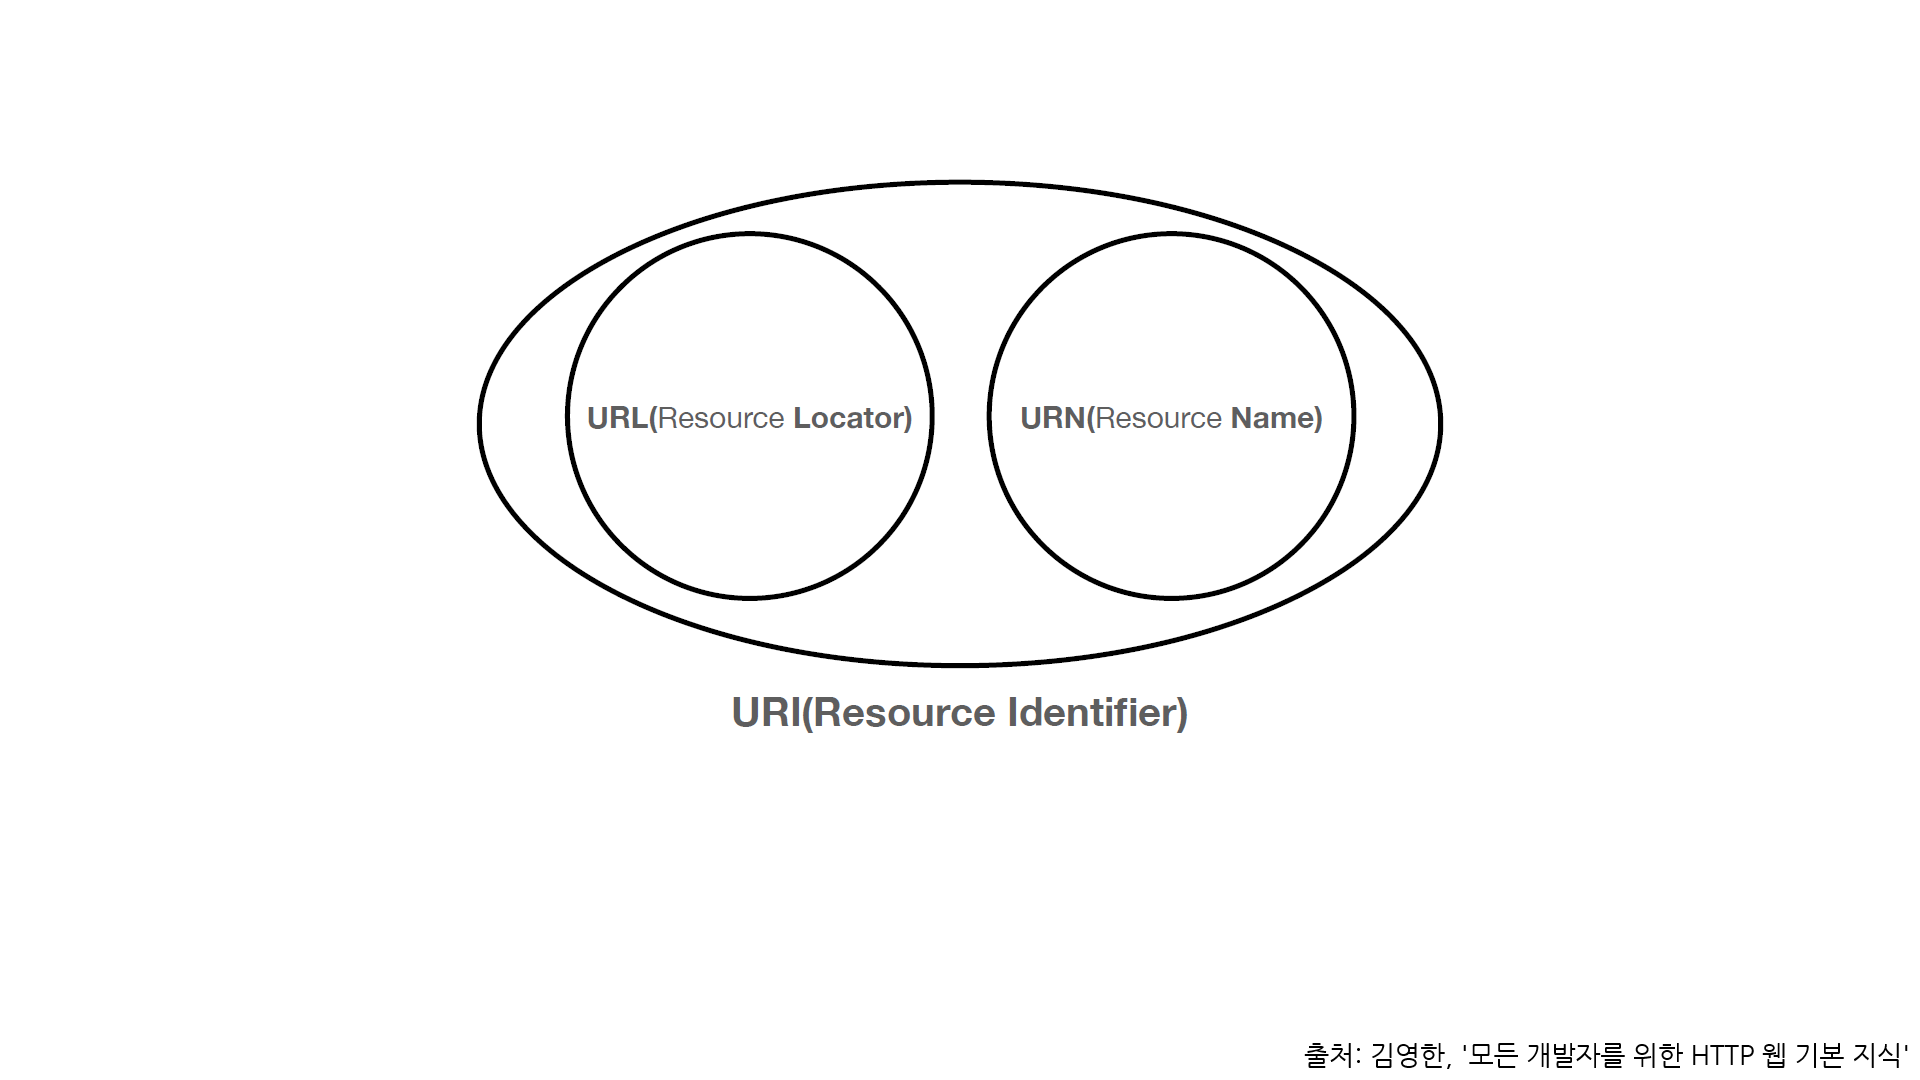 URL(Resource Locator)
URN(Resource Name)
URI(Resource Identifier)
출처: 김영한, '모든 개발자를 위한 HTTP 웹 기본 지식'